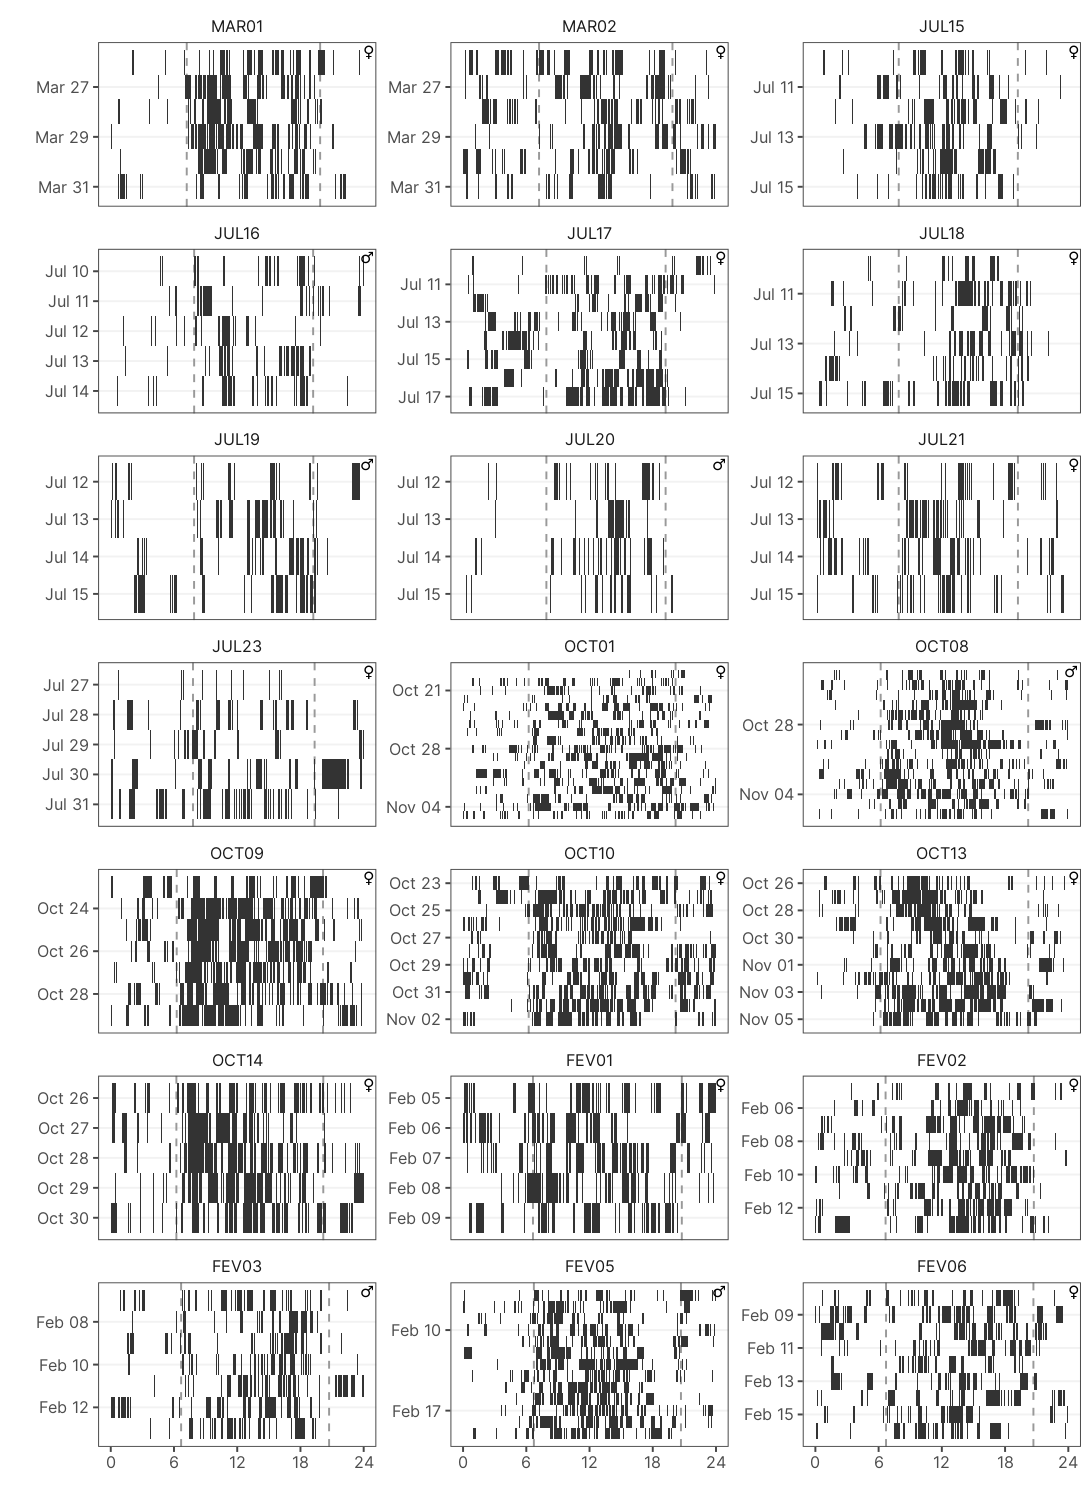 MAR01 MAR02 JUL15
♀ ♀ ♀
Mar 27 Mar 27 Jul 11
Mar 29 Mar 29 Jul 13
Mar 31 Mar 31 Jul 15
JUL16 JUL17 JUL18
♂ ♀ ♀
Jul 10 Jul 11 Jul 11
Jul 11 Jul 13 Jul 13
Jul 12 Jul 15 Jul 15
Jul 13 Jul 17
Jul 14
JUL19 JUL20 JUL21
♂ ♂ ♀
Jul 12 Jul 12 Jul 12
Jul 13 Jul 13 Jul 13
Jul 14 Jul 14 Jul 14
Jul 15 Jul 15 Jul 15
JUL23 OCT01 OCT08
♀ ♀ ♂
Jul 27 Oct 21 Oct 28
Jul 28 Oct 28 Nov 04
Jul 29 Nov 04
Jul 30
Jul 31
OCT09 OCT10 OCT13
♀ ♀ ♀
Oct 24 Oct 23 Oct 26
Oct 26 Oct 25 Oct 28
Oct 28 Oct 27 Oct 30
Oct 29 Nov 01
Oct 31 Nov 03
Nov 02 Nov 05
OCT14 FEV01 FEV02
♀ ♀ ♀
Oct 26 Feb 05 Feb 06
Oct 27 Feb 06 Feb 08
Oct 28 Feb 07 Feb 10
Oct 29 Feb 08 Feb 12
Oct 30 Feb 09
FEV03 FEV05 FEV06
♂ ♂ ♀
Feb 08 Feb 10 Feb 09
Feb 10 Feb 17 Feb 11
Feb 12 Feb 13
Feb 15
0 6 12 18 24 0 6 12 18 24 0 6 12 18 24